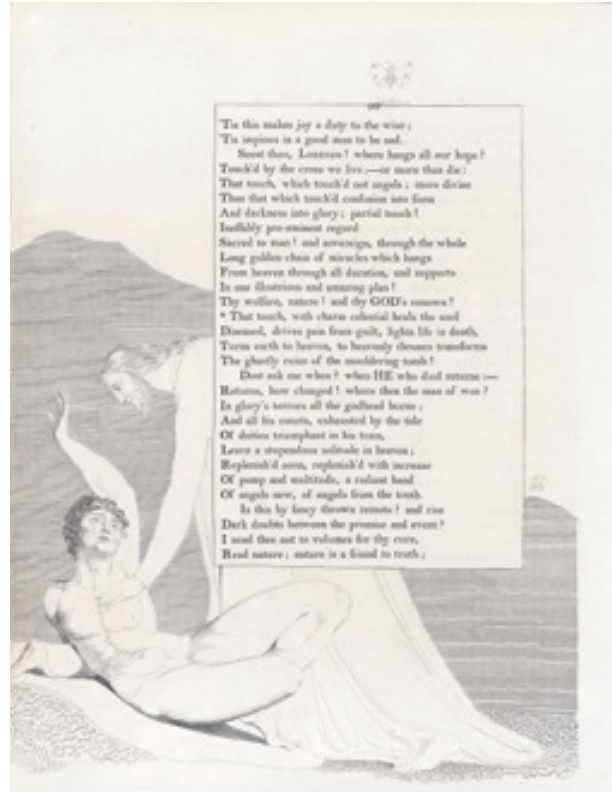 'Tis this makes joy a duty to the wise;
'Tis impious in a good man to be sad.
Seest thou, LORENZO! where hangs all our hope?
Touch'd by the cross we live;—or more than die:
That touch, which touch'd not angels; more divine
Than that which touch'd confusion into form
And darkness into glory; partial touch!
Ineffably pre-eminent regard
Sacred to man! and sovereign, through the whole
Long golden chain of miracles which hangs
From heaven through all duration, and supports
In one illustrious and amazing plan!
Thy welfare, nature! and thy GOD's renown!
* That touch, with charm celestial heals the soul
Diseased, drives pain from guilt, lights life in death,
Turns earth to heaven, to heavenly thrones transforms
The ghastly ruins of the mouldering tomb!
Dost ask me when? when HE who died returns:—
Returns, how changed! where then the man of woe?
In glory's terrors all the godhead burns;
And all his courts, exhausted by the tide
Of deities triumphant in his train,
Leave a stupendous solitude in heaven;
Replenish'd soon, replenish'd with increase
Of pomp and multitude, a radiant band
Of angels new, of angels from the tomb.
Is this by fancy thrown remote? and rise
Dark doubts between the promise and event?
I send thee not to volumes for thy cure,
Read nature; nature is a friend to truth;